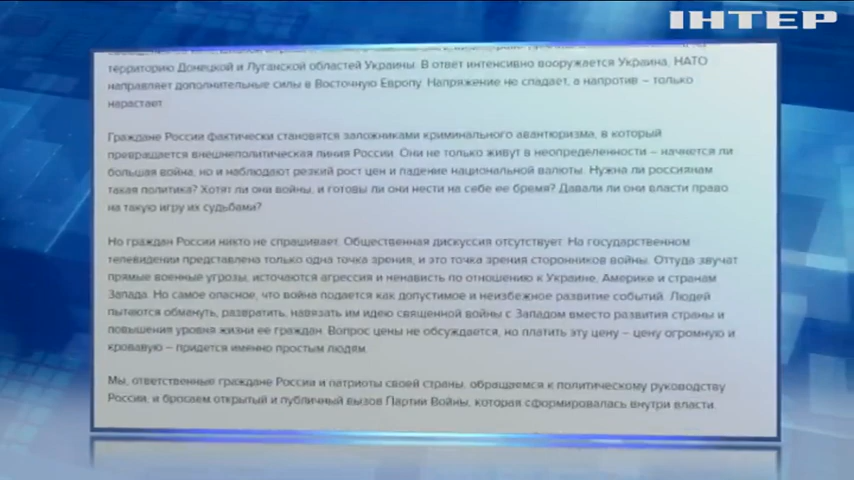 ІНТЕР
территорию Донецкой и Луганской областей Украины. В ответ интенсивно вооружается Украина, НАТО
направляет дополнительные силы в Восточную Европу. Напряжение не спадает, а напротив – только
нарастает.
Граждане России фактически становятся заложниками криминального авантюризма, в который
превращается внешнеполитическая линия России. Они не только живут в неопределенности – начнется ли
большая война, но и наблюдают резкий рост цен и падение национальной валюты. Нужна ли россиянам
такая политика? Хотят ли они войны, и готовы ли они нести на себе ее бремя? Давали ли они власти право
на такую игру их судьбами?
Но граждан России никто не спрашивает. Общественная дискуссия отсутствует. На государственном
телевидении представлена только одна точка зрения, и это точка зрения сторонников войны. Оттуда звучат
прямые военные угрозы, источаются агрессия и ненависть по отношению к Украине, Америке и странам
Запада. Но самое опасное, что война подается как допустимое и неизбежное развитие событий. Людей
пытаются обмануть, развратить, навязать им идею священной войны с Западом вместо развития страны и
повышения уровня жизни ее граждан. Вопрос цены не обсуждается, но платить эту цену – цену огромную и
кровавую – придется именно простым людям.
Мы, ответственные граждане России и патриоты своей страны, обращаемся к политическому руководству
России, и бросаем открытый и публичный вызов Партии Войны, которая сформировалась внутри власти.